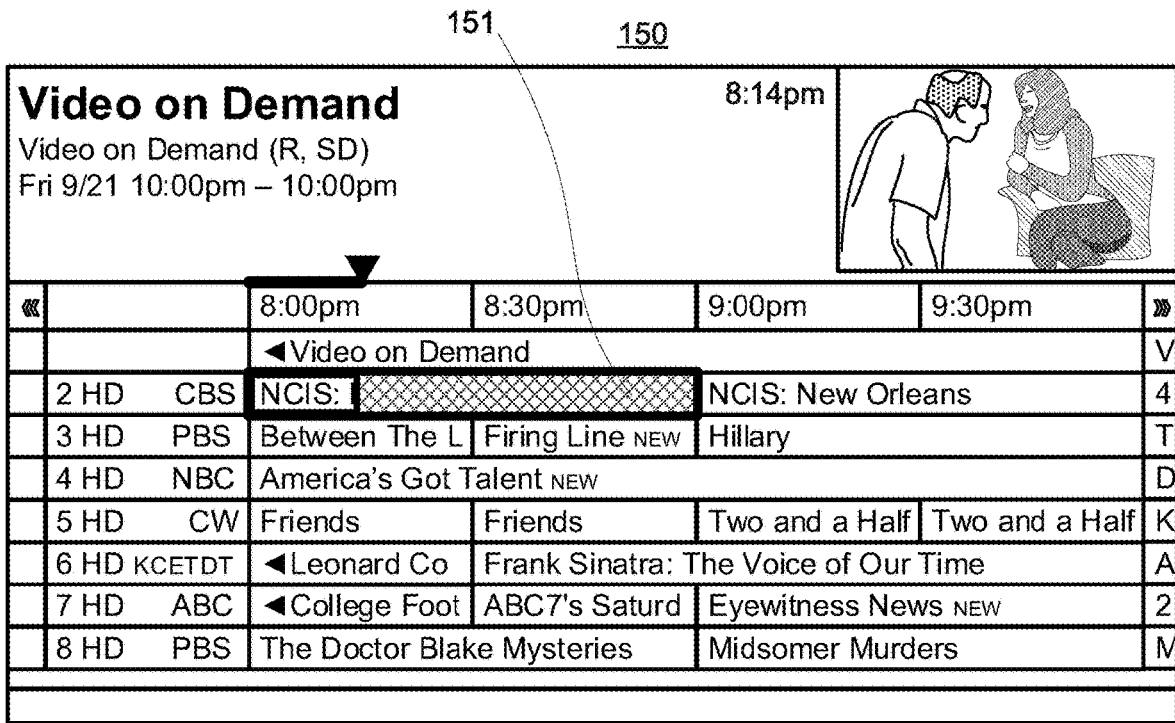 151
150
Video on Demand 8:14pm
Video on Demand (R, SD)
Fri 9/21 10:00pm – 10:00pm
8:00pm 8:30pm 9:00pm 9:30pm
◄Video on Demand V
2 HD CBS NCIS: NCIS: New Orleans 4
3 HD PBS Between The L Firing Line NEW Hillary T
4 HD NBC America's Got Talent NEW D
5 HD CW Friends Friends Two and a Half Two and a Half K
6 HD KCETDT ◄Leonard Co Frank Sinatra: The Voice of Our Time A
7 HD ABC ◄College Foot ABC7's Saturd Eyewitness News NEW 2
8 HD PBS The Doctor Blake Mysteries Midsomer Murders M